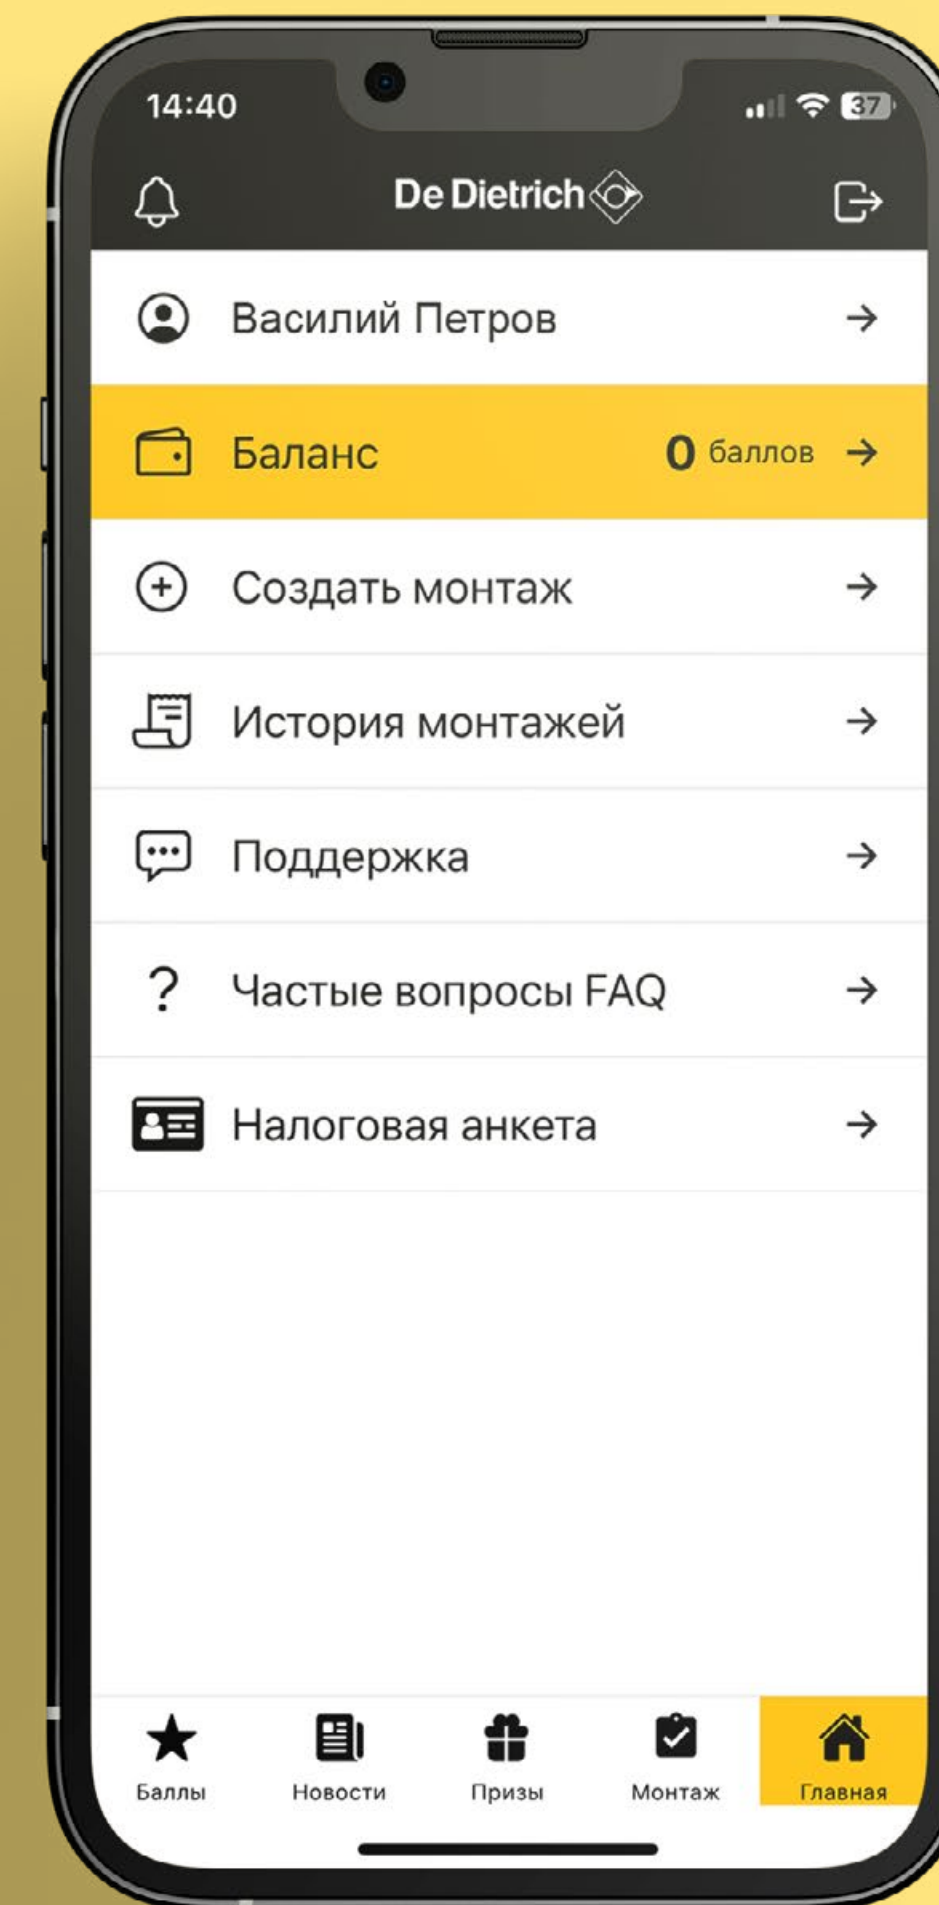 14:40
37
De Dietrich
Василий Петров
Баланс 0 баллов
Создать монтаж
История монтажей
Поддержка
? Частые вопросы FAQ
Налоговая анкета
Баллы Новости Призы Монтаж Главная